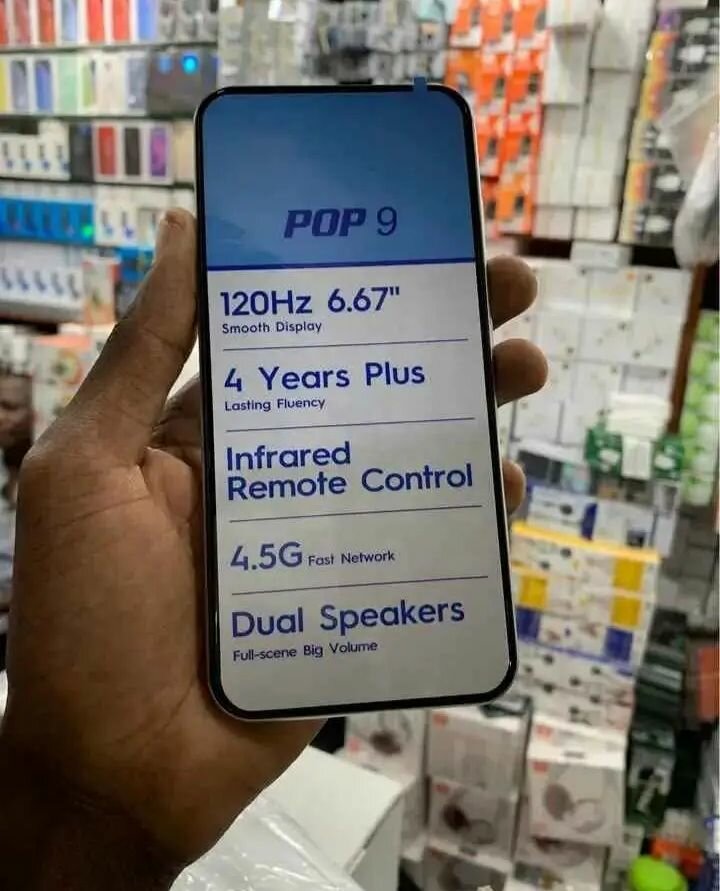 POP 9
120Hz 6.67"
Smooth Display
4 Years Plus
Lasting Fluency
Infrared
Remote Control
4.5G Fast Network
Dual Speakers
Full-scene Big Volume